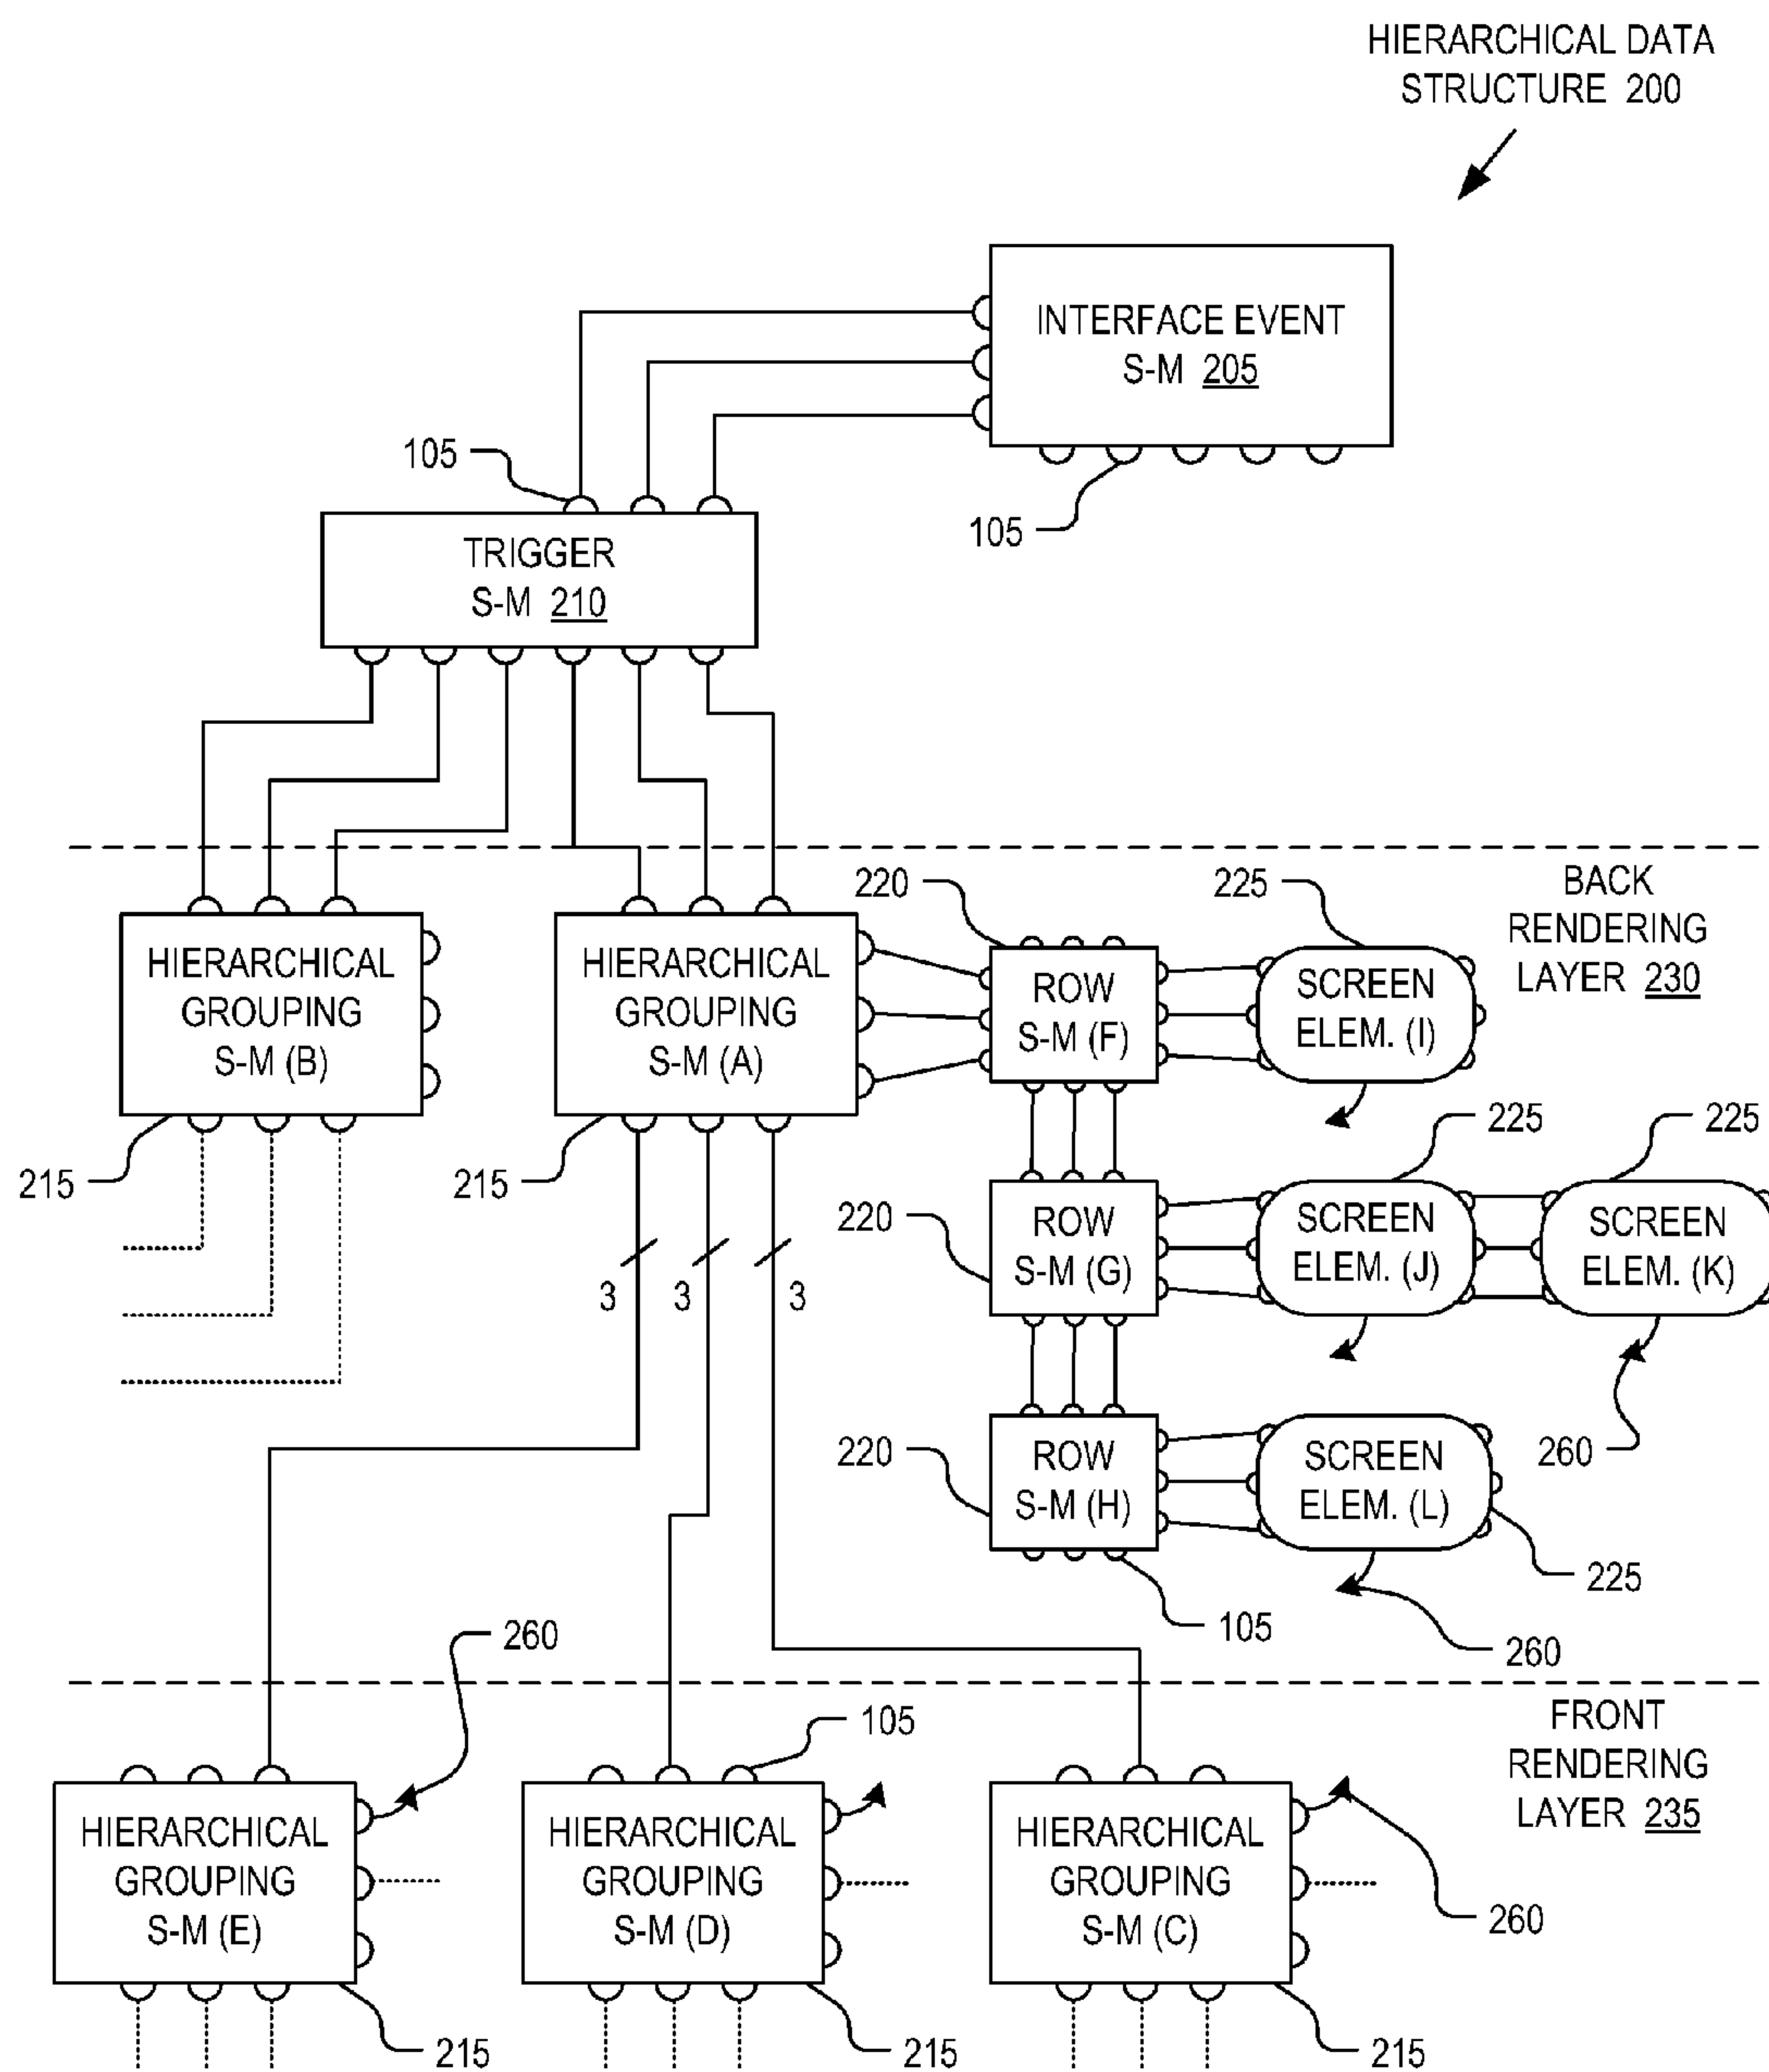 HIERARCHICAL DATA
STRUCTURE 200
INTERFACE EVENT
S-M 205
105
105
TRIGGER
S-M 210
BACK
RENDERING
LAYER 230
220
225
HIERARCHICAL
GROUPING
S-M (B)
HIERARCHICAL
GROUPING
S-M (A)
ROW
S-M (F)
SCREEN
ELEM. (I)
215
215
225
225
220
ROW
S-M (G)
SCREEN
ELEM. (J)
SCREEN
ELEM. (K)
3
3
3
220
ROW
S-M (H)
SCREEN
ELEM. (L)
260
225
105
260
260
FRONT
RENDERING
LAYER 235
105
HIERARCHICAL
GROUPING
S-M (E)
HIERARCHICAL
GROUPING
S-M (D)
HIERARCHICAL
GROUPING
S-M (C)
260
215
215
215